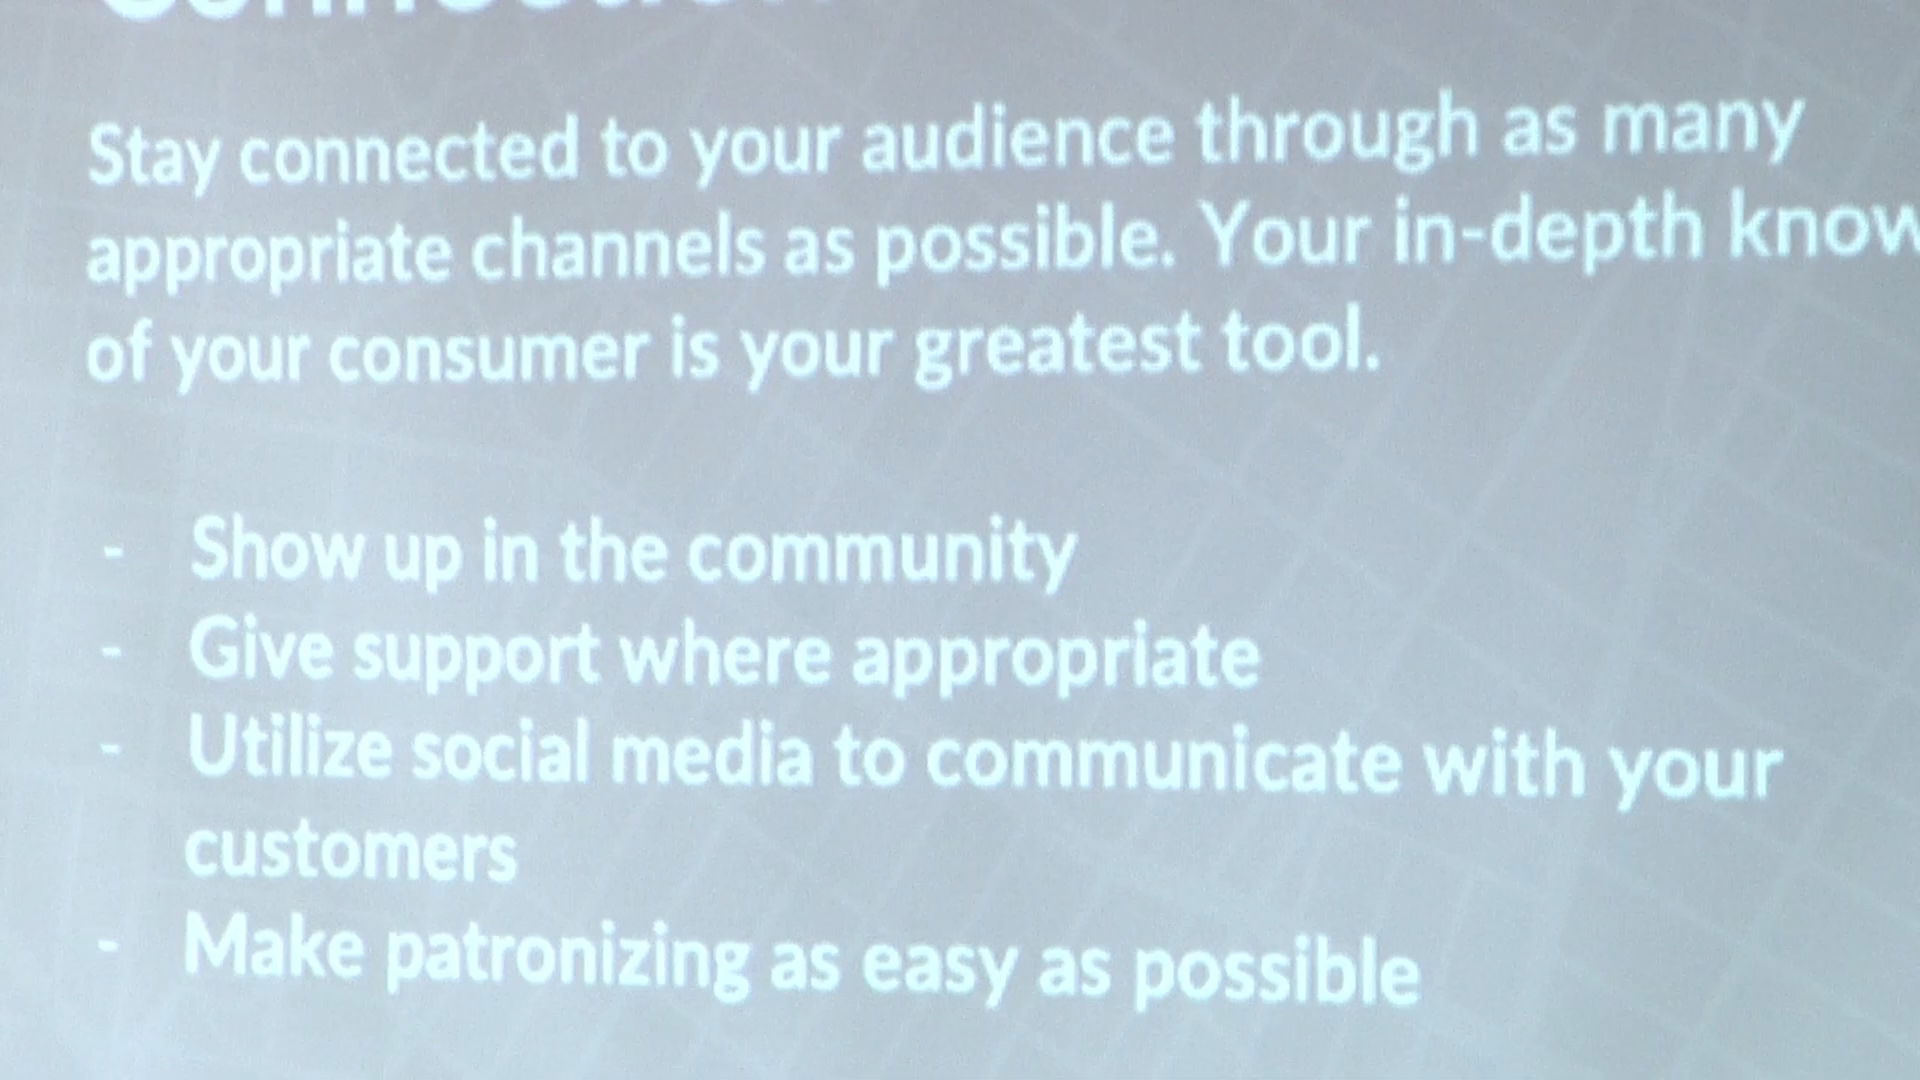 Stay connected to your audience through as many
appropriate channels as possible. Your in-depth know
of your consumer is your greatest tool.
- Show up in the community
- Give support where appropriate
- Utilize social media to communicate with your
customers
- Make patronizing as easy as possible